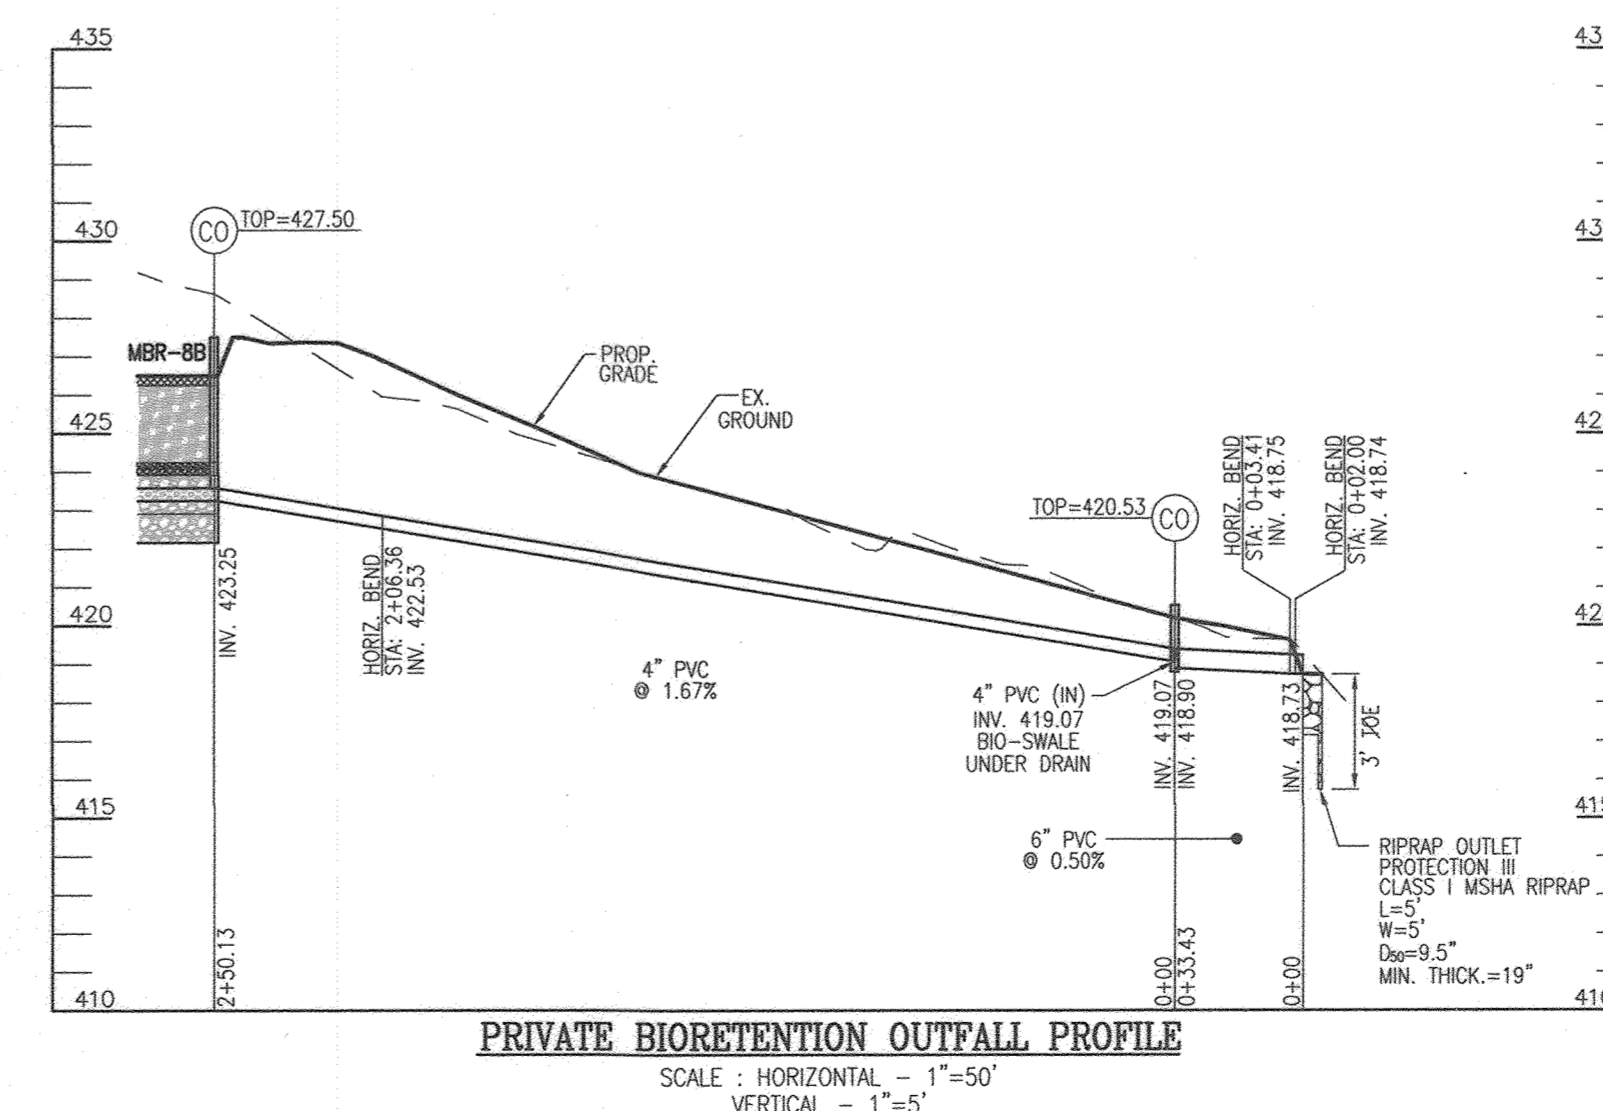 435
430
425
420
415
410
43
43
42
42
415
410
CO
TOP=427.50
MBR-8B
PROP.
GRADE
EX.
GROUND
INV. 423.25
HORIZ. BEND
STA: 2+06.36
INV. 422.53
4" PVC
@ 1.67%
TOP=420.53
CO
HORIZ. BEND
STA: 0+03.41
INV. 418.75
HORIZ. BEND
STA: 0+02.00
INV. 418.74
4" PVC (IN)
INV. 419.07
BIO-SWALE
UNDER DRAIN
INV. 419.07
INV. 418.90
INV. 418.73
3' TOE
6" PVC
@ 0.50%
RIPRAP OUTLET
PROTECTION III
CLASS I MSHA RIPRAP
L=5'
W=5'
D50=9.5"
MIN. THICK.=19"
2+50.13
0+00
0+33.43
0+00
PRIVATE BIORETENTION OUTFALL PROFILE
SCALE : HORIZONTAL - 1"=50'
VERTICAL - 1"=5'